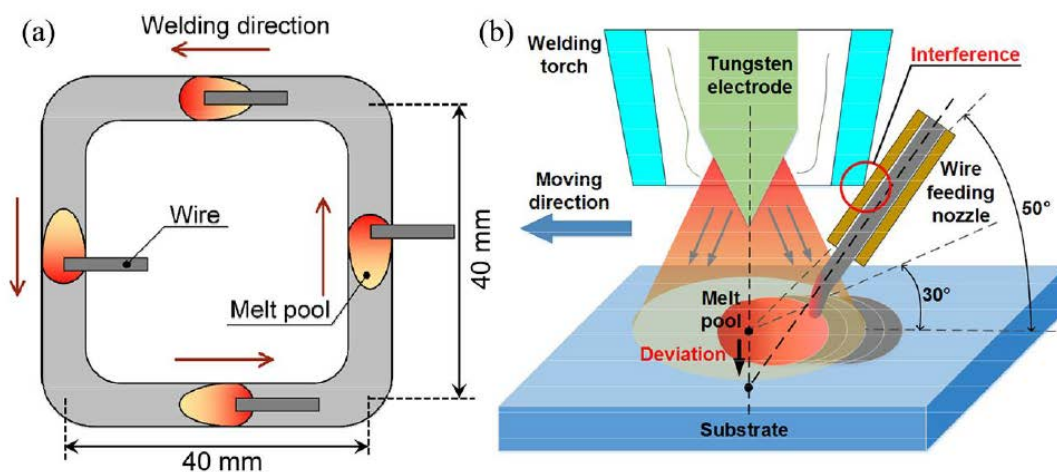 (a)
Welding direction
Wire
Melt pool
40 mm
40 mm
(b)
Welding
torch
Tungsten
electrode
Interference
Moving
direction
Wire
feeding
nozzle
50°
30°
Melt
pool
Deviation
Substrate